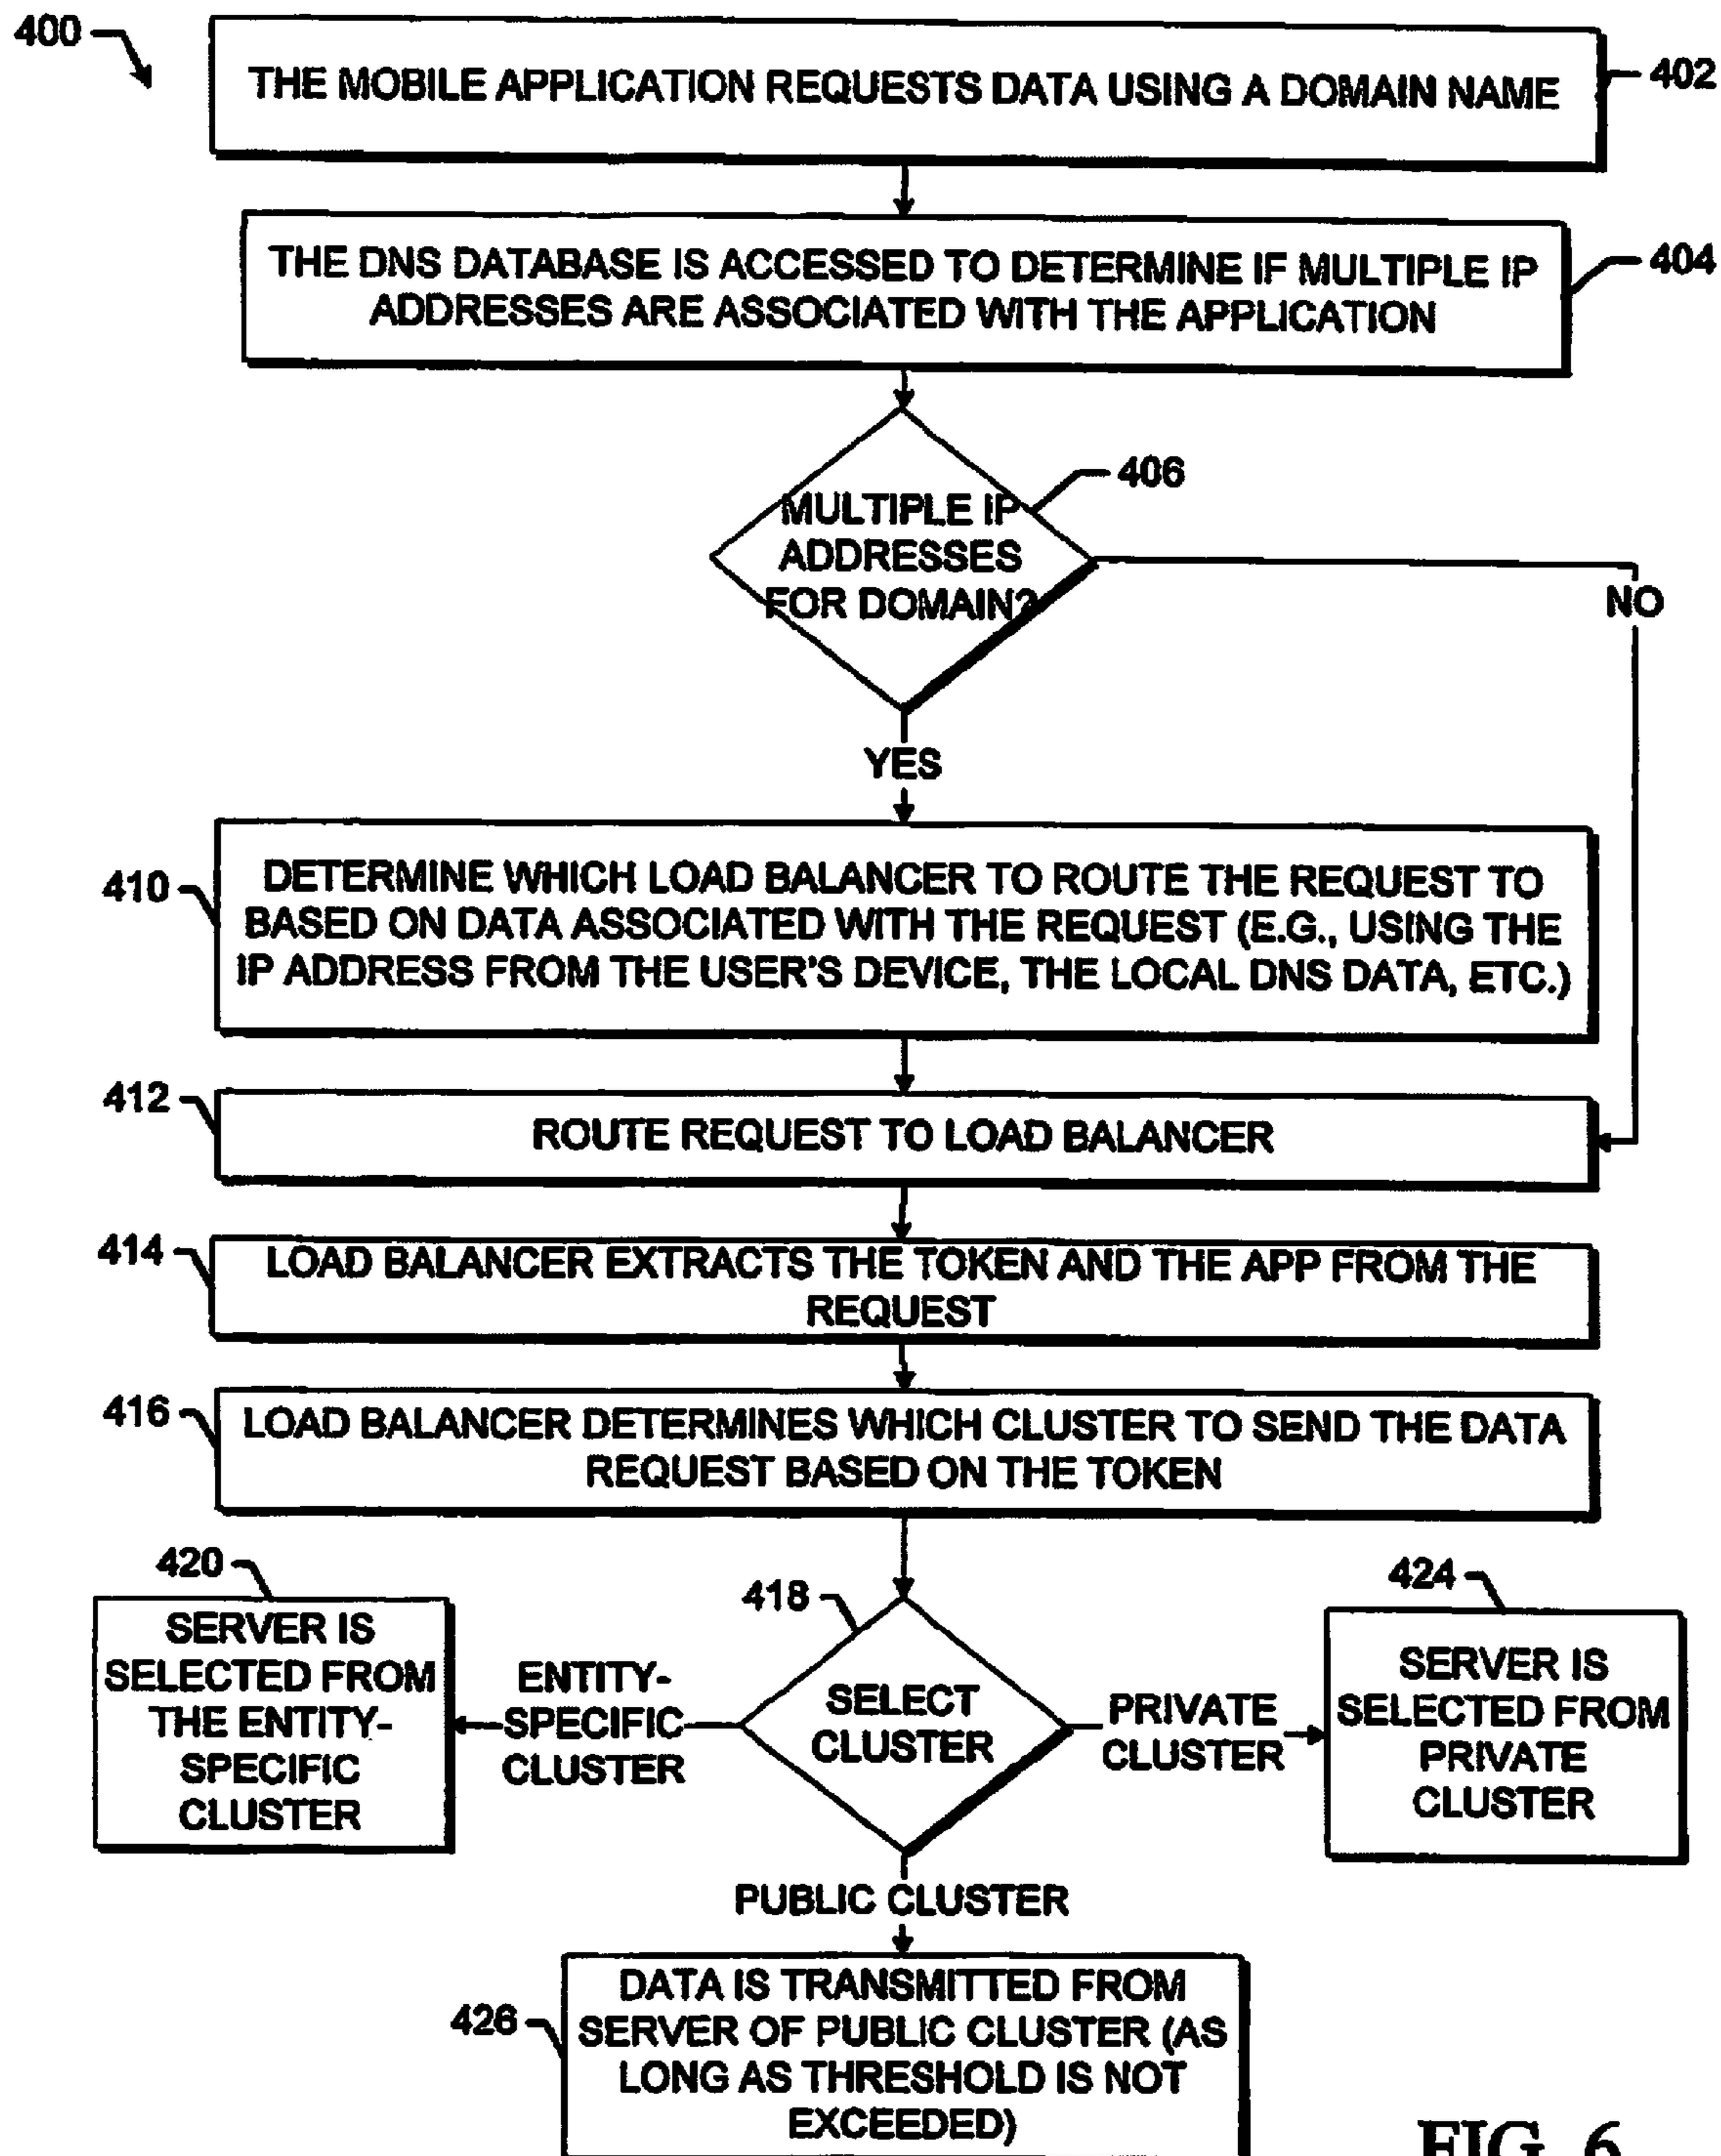 400
THE MOBILE APPLICATION REQUESTS DATA USING A DOMAIN NAME
402
THE DNS DATABASE IS ACCESSED TO DETERMINE IF MULTIPLE IP
ADDRESSES ARE ASSOCIATED WITH THE APPLICATION
404
406
MULTIPLE IP
ADDRESSES
FOR DOMAIN?
NO
YES
410
DETERMINE WHICH LOAD BALANCER TO ROUTE THE REQUEST TO
BASED ON DATA ASSOCIATED WITH THE REQUEST (E.G., USING THE
IP ADDRESS FROM THE USER'S DEVICE, THE LOCAL DNS DATA, ETC.)
412
ROUTE REQUEST TO LOAD BALANCER
414
LOAD BALANCER EXTRACTS THE TOKEN AND THE APP FROM THE
REQUEST
416
LOAD BALANCER DETERMINES WHICH CLUSTER TO SEND THE DATA
REQUEST BASED ON THE TOKEN
420
SERVER IS
SELECTED FROM
THE ENTITY-
SPECIFIC
CLUSTER
ENTITY-
SPECIFIC
CLUSTER
418
SELECT
CLUSTER
PRIVATE
CLUSTER
424
SERVER IS
SELECTED FROM
PRIVATE
CLUSTER
PUBLIC CLUSTER
426
DATA IS TRANSMITTED FROM
SERVER OF PUBLIC CLUSTER (AS
LONG AS THRESHOLD IS NOT
EXCEEDED)
FIG. 6